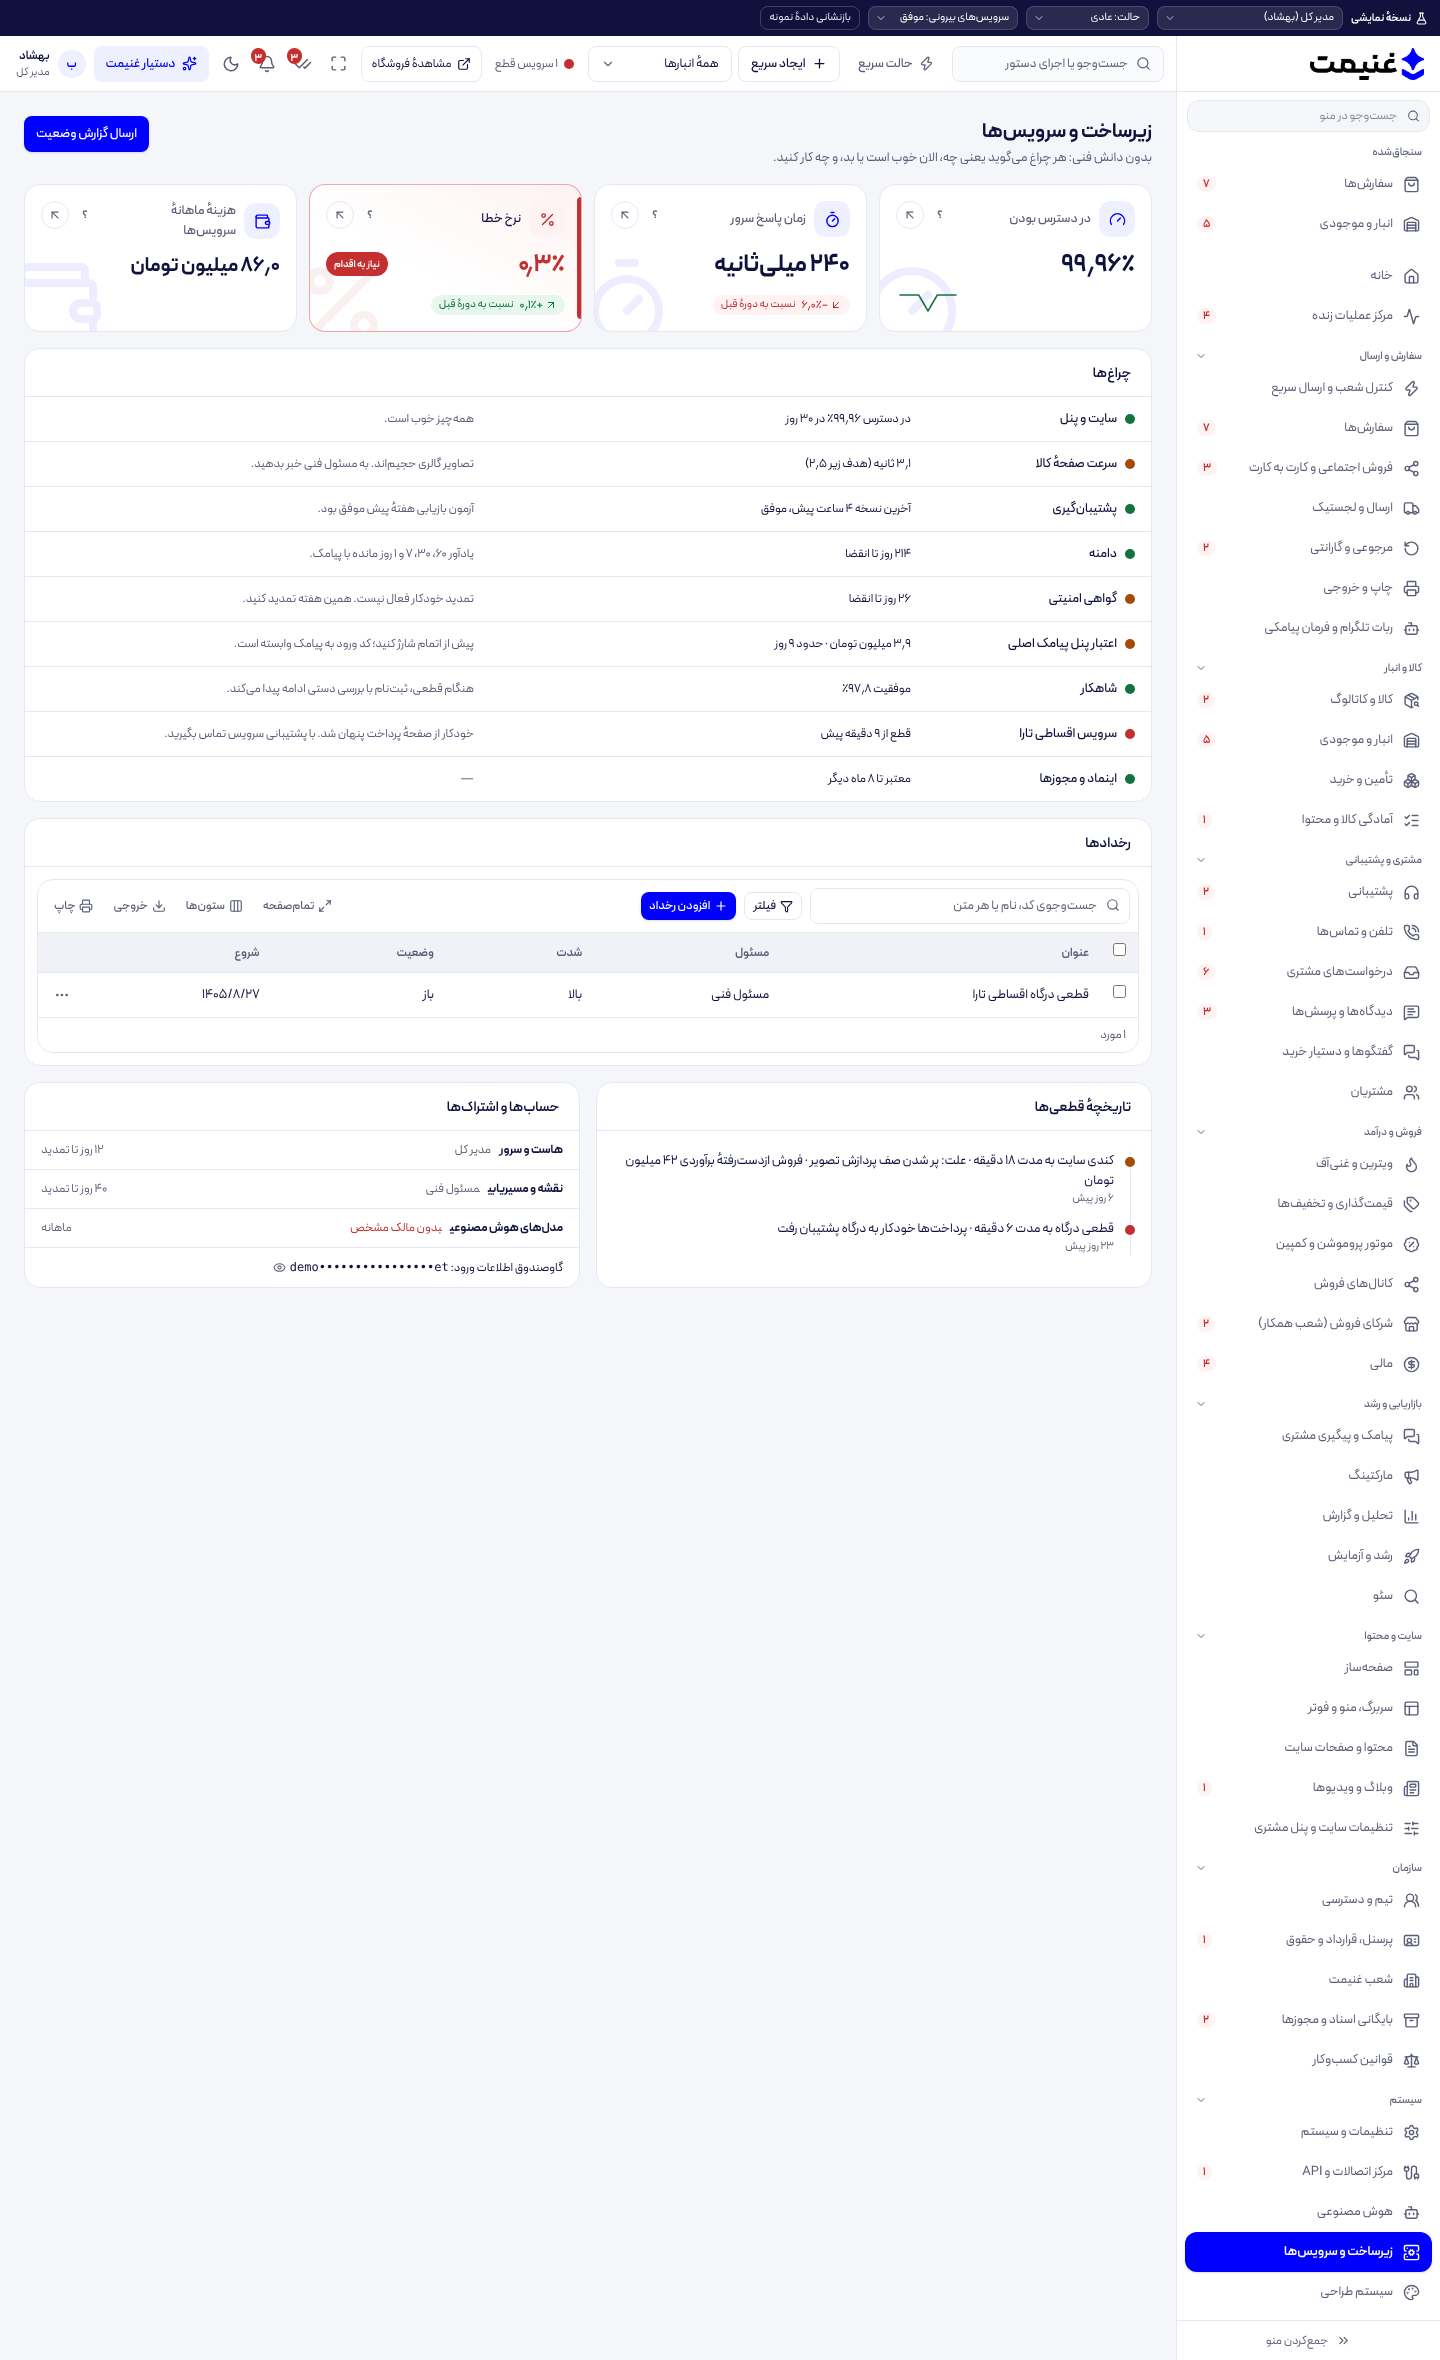 نسخهٔ نمایشی
مدیر کل (بهشاد)
حالت: عادی
سرویس‌های بیرونی: موفق
بازنشانی دادهٔ نمونه
غنیمت
جست‌وجو یا اجرای دستور
حالت سریع
ایجاد سریع
همهٔ انبارها
۱ سرویس قطع
مشاهدهٔ فروشگاه
۳
۳
دستیار غنیمت
ب
بهشاد
مدیر کل
جست‌وجو در منو
سنجاق‌شده
سفارش‌ها ۷
انبار و موجودی ۵
خانه
مرکز عملیات زنده ۴
سفارش و ارسال
کنترل شعب و ارسال سریع
سفارش‌ها ۷
فروش اجتماعی و کارت به کارت ۳
ارسال و لجستیک
مرجوعی و گارانتی ۲
چاپ و خروجی
ربات تلگرام و فرمان پیامکی
کالا و انبار
کالا و کاتالوگ ۲
انبار و موجودی ۵
تأمین و خرید
آمادگی کالا و محتوا ۱
مشتری و پشتیبانی
پشتیبانی ۲
تلفن و تماس‌ها ۱
درخواست‌های مشتری ۶
دیدگاه‌ها و پرسش‌ها ۳
گفتگوها و دستیار خرید
مشتریان
فروش و درآمد
ویترین و غنی‌آف
قیمت‌گذاری و تخفیف‌ها
موتور پروموشن و کمپین
کانال‌های فروش
شرکای فروش (شعب همکار) ۲
مالی ۴
بازاریابی و رشد
پیامک و پیگیری مشتری
مارکتینگ
تحلیل و گزارش
رشد و آزمایش
سئو
سایت و محتوا
صفحه‌ساز
سربرگ، منو و فوتر
محتوا و صفحات سایت
وبلاگ و ویدیوها ۱
تنظیمات سایت و پنل مشتری
سازمان
تیم و دسترسی
پرسنل، قرارداد و حقوق ۱
شعب غنیمت
بایگانی اسناد و مجوزها ۲
قوانین کسب‌وکار
سیستم
تنظیمات و سیستم
مرکز اتصالات و API ۱
هوش مصنوعی
زیرساخت و سرویس‌ها
سیستم طراحی
جمع‌کردن منو
زیرساخت و سرویس‌ها
بدون دانش فنی: هر چراغ می‌گوید یعنی چه، الان خوب است یا بد، و چه کار کنید.
ارسال گزارش وضعیت
در دسترس بودن ؟
۹۹٫۹۶٪
زمان پاسخ سرور ؟
۲۴۰ میلی‌ثانیه
−۶٫۰٪ نسبت به دورهٔ قبل
نرخ خطا ؟
۰٫۳٪
نیاز به اقدام
+۰٫۱٪ نسبت به دورهٔ قبل
هزینهٔ ماهانهٔ سرویس‌ها ؟
۸۶٫۰ میلیون تومان
چراغ‌ها
سایت و پنل در دسترس ۹۹٫۹۶٪ در ۳۰ روز همه‌چیز خوب است.
سرعت صفحهٔ کالا ۳٫۱ ثانیه (هدف زیر ۲٫۵) تصاویر گالری حجیم‌اند. به مسئول فنی خبر بدهید.
پشتیبان‌گیری آخرین نسخه ۴ ساعت پیش، موفق آزمون بازیابی هفتهٔ پیش موفق بود.
دامنه ۲۱۴ روز تا انقضا یادآور ۶۰، ۳۰، ۷ و ۱ روز مانده با پیامک.
گواهی امنیتی ۲۶ روز تا انقضا تمدید خودکار فعال نیست. همین هفته تمدید کنید.
اعتبار پنل پیامک اصلی ۳٫۹ میلیون تومان · حدود ۹ روز پیش از اتمام شارژ کنید؛ کد ورود به پیامک وابسته است.
شاهکار موفقیت ۹۷٫۸٪ هنگام قطعی، ثبت‌نام با بررسی دستی ادامه پیدا می‌کند.
سرویس اقساطی تارا قطع از ۹ دقیقه پیش خودکار از صفحهٔ پرداخت پنهان شد. با پشتیبانی سرویس تماس بگیرید.
اینماد و مجوزها معتبر تا ۸ ماه دیگر —
رخدادها
جست‌وجوی کد، نام یا هر متن
فیلتر
افزودن رخداد
تمام‌صفحه
ستون‌ها
خروجی
چاپ
عنوان مسئول شدت وضعیت شروع
قطعی درگاه اقساطی تارا مسئول فنی بالا باز ۱۴۰۵/۸/۲۷
۱ مورد
تاریخچهٔ قطعی‌ها
کندی سایت به مدت ۱۸ دقیقه · علت: پر شدن صف پردازش تصویر · فروش ازدست‌رفتهٔ برآوردی ۴۲ میلیون
تومان
۶ روز پیش
قطعی درگاه به مدت ۶ دقیقه · پرداخت‌ها خودکار به درگاه پشتیبان رفت
۲۳ روز پیش
حساب‌ها و اشتراک‌ها
هاست و سرور مدیر کل ۱۲ روز تا تمدید
نقشه و مسیریابی مسئول فنی ۴۰ روز تا تمدید
مدل‌های هوش مصنوعی بدون مالک مشخص ماهانه
گاوصندوق اطلاعات ورود: demo••••••••••••••••et